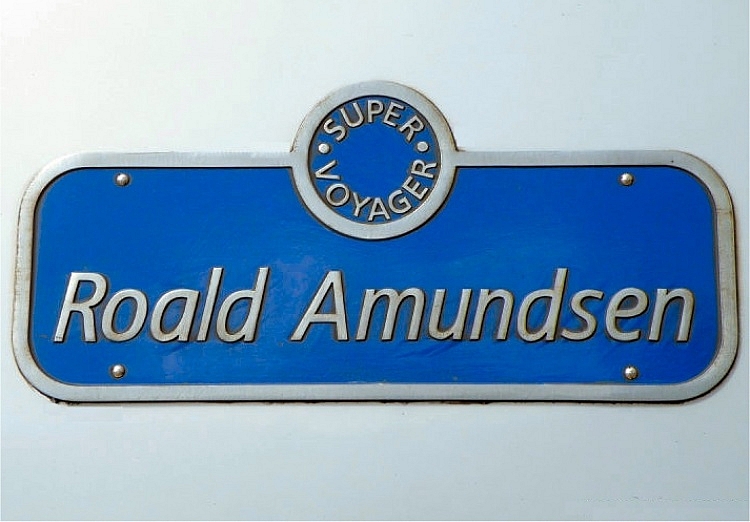 SUPER
VOYAGER
Roald Amundsen